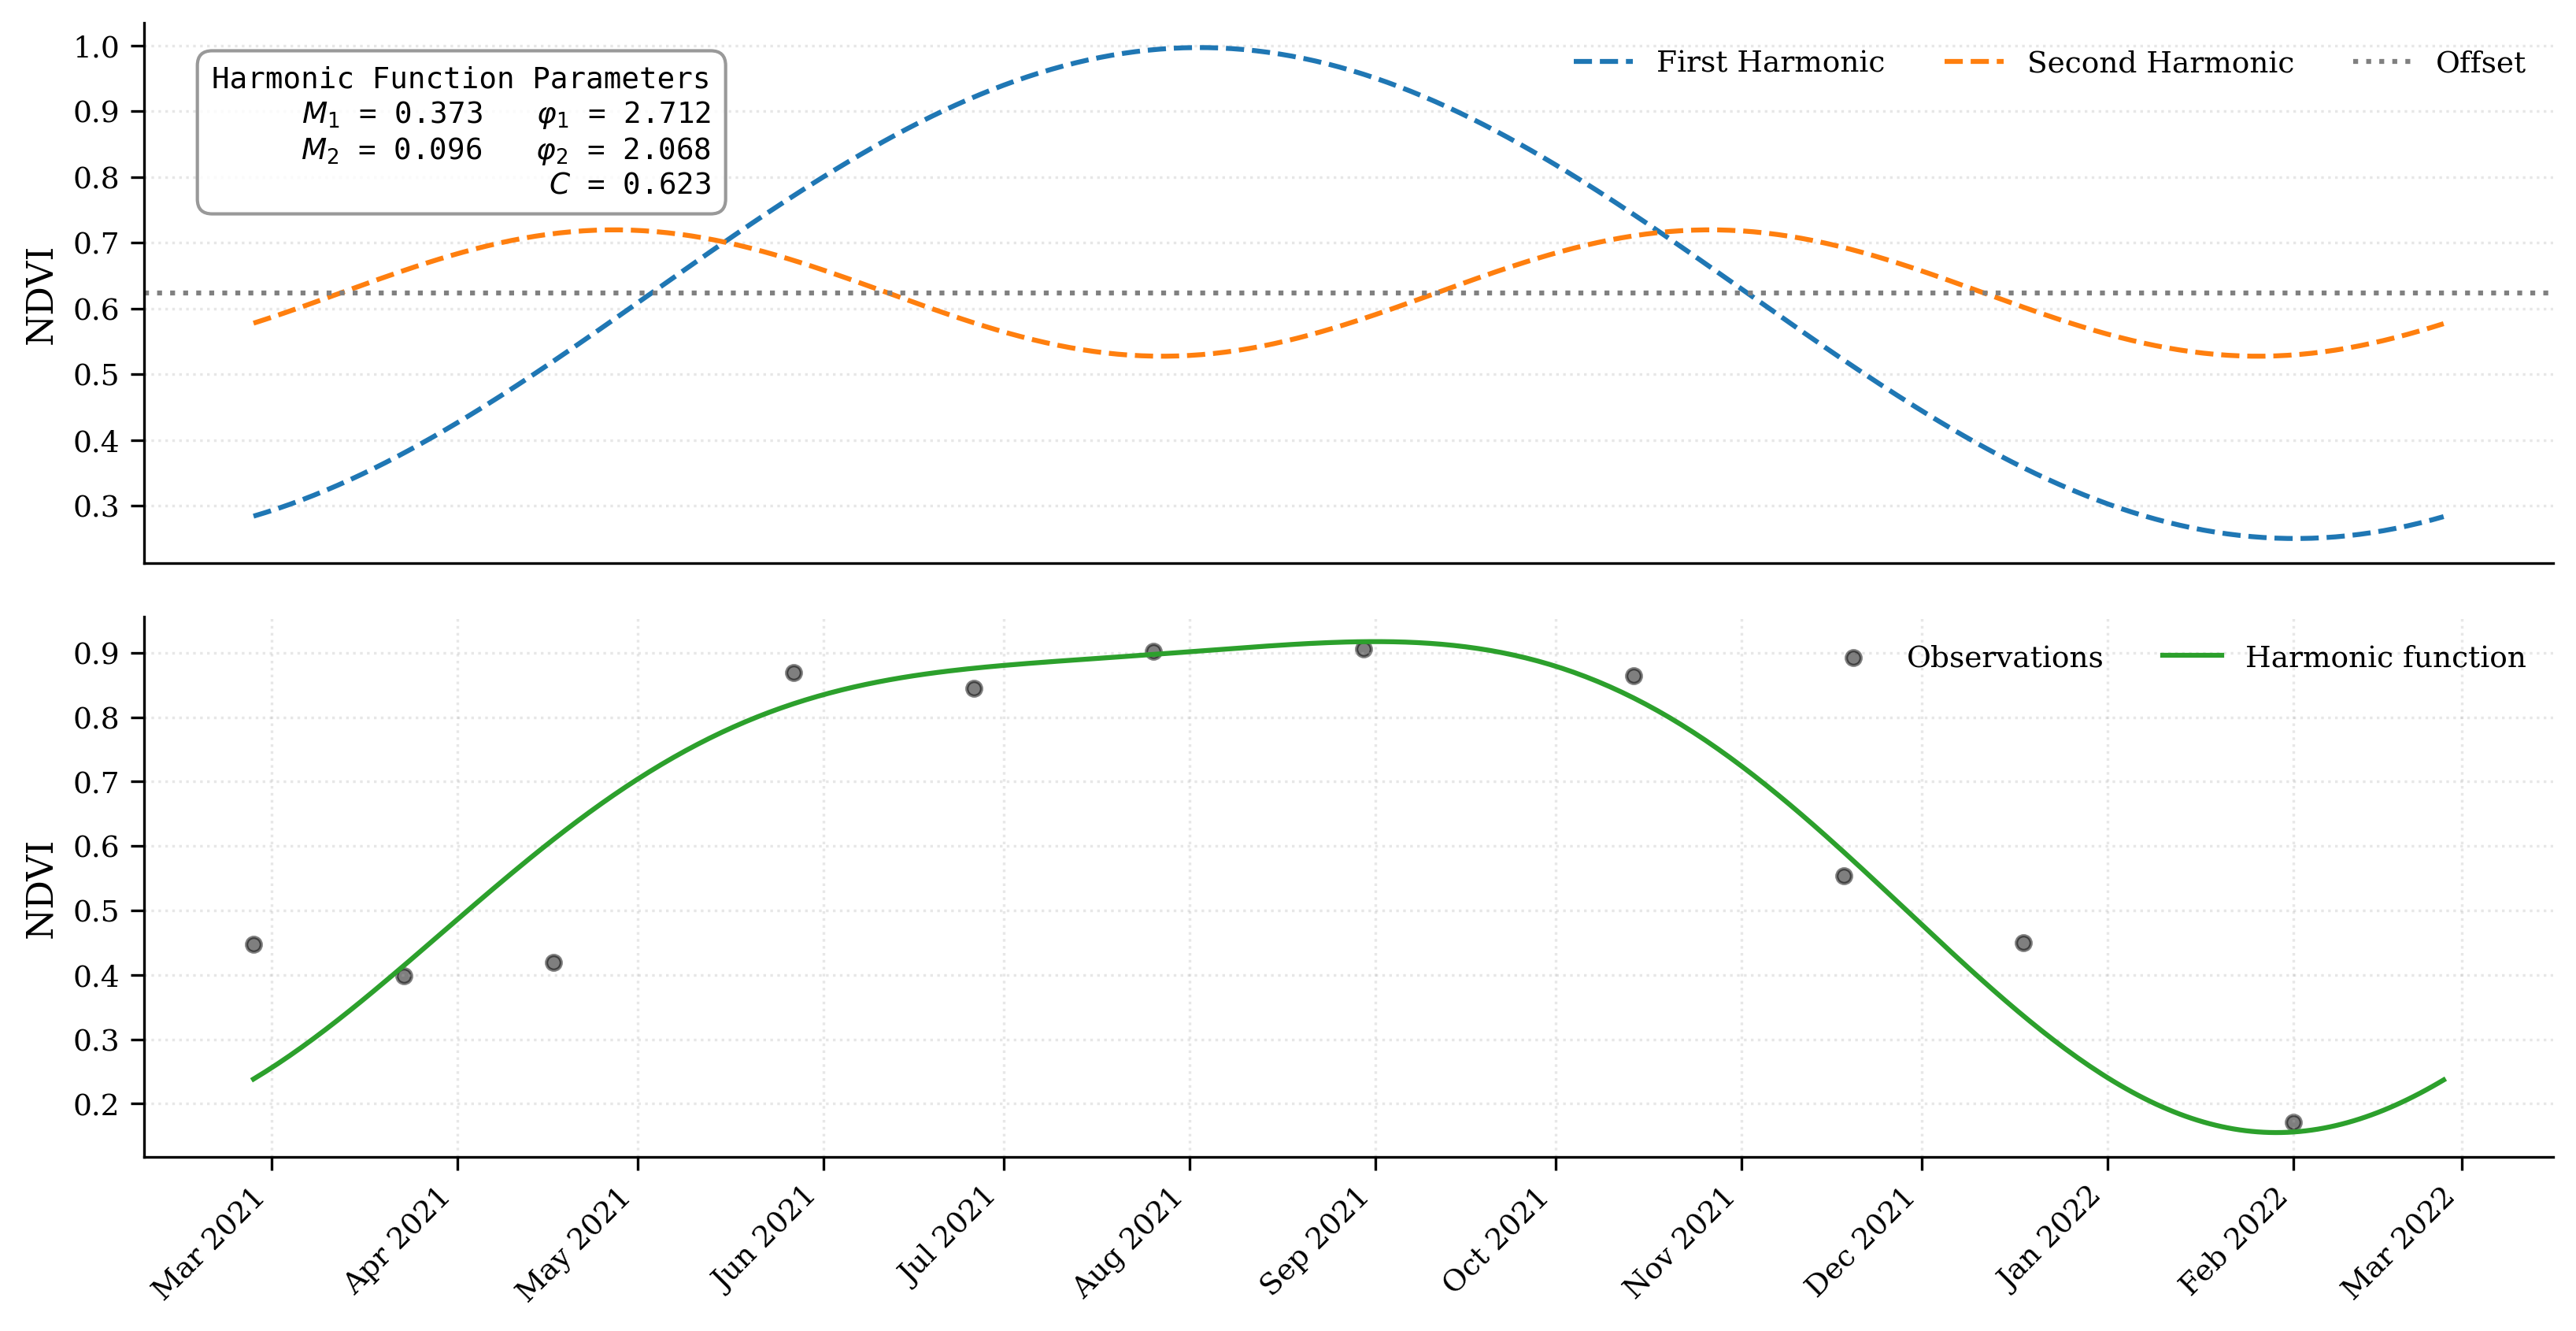 Harmonic Function Parameters
M₁ = 0.373 φ₁ = 2.712
M₂ = 0.096 φ₂ = 2.068
C = 0.623
First Harmonic Second Harmonic Offset
NDVI
1.0
0.9
0.8
0.7
0.6
0.5
0.4
0.3
Observations Harmonic function
NDVI
0.9
0.8
0.7
0.6
0.5
0.4
0.3
0.2
Mar 2021 Apr 2021 May 2021 Jun 2021 Jul 2021 Aug 2021 Sep 2021 Oct 2021 Nov 2021 Dec 2021 Jan 2022 Feb 2022 Mar 2022